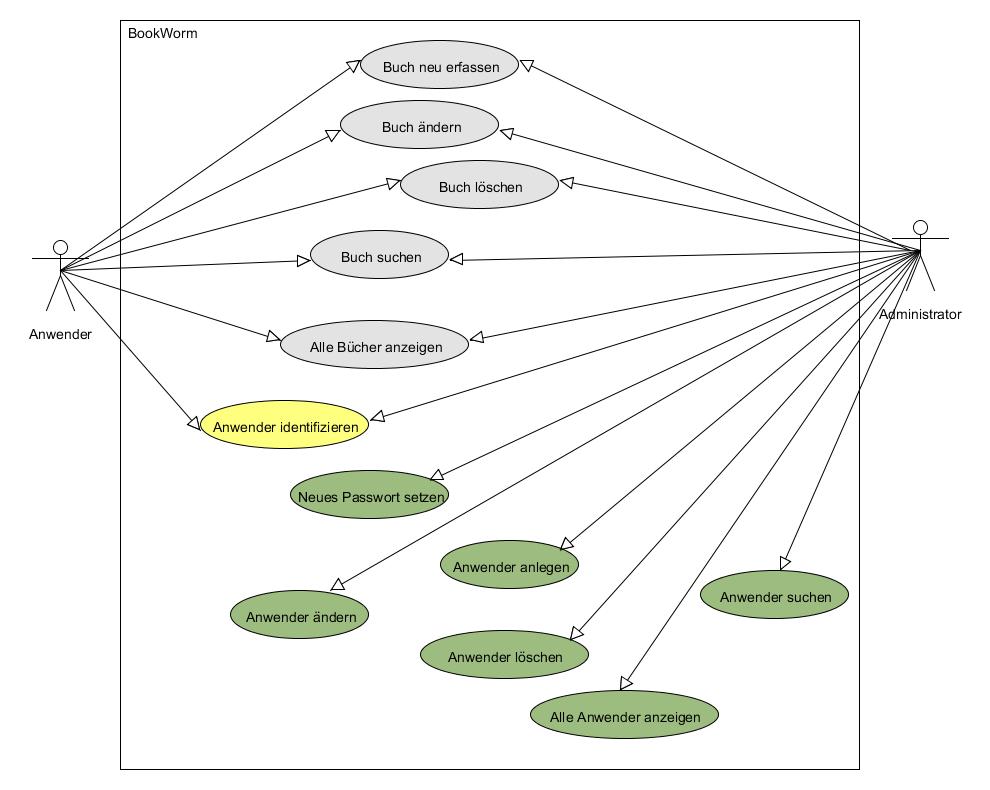 BookWorm
Buch neu erfassen
Buch ändern
Buch löschen
Buch suchen
Anwender
Administrator
Alle Bücher anzeigen
Anwender identifizieren
Neues Passwort setzen
Anwender anlegen
Anwender suchen
Anwender ändern
Anwender löschen
Alle Anwender anzeigen